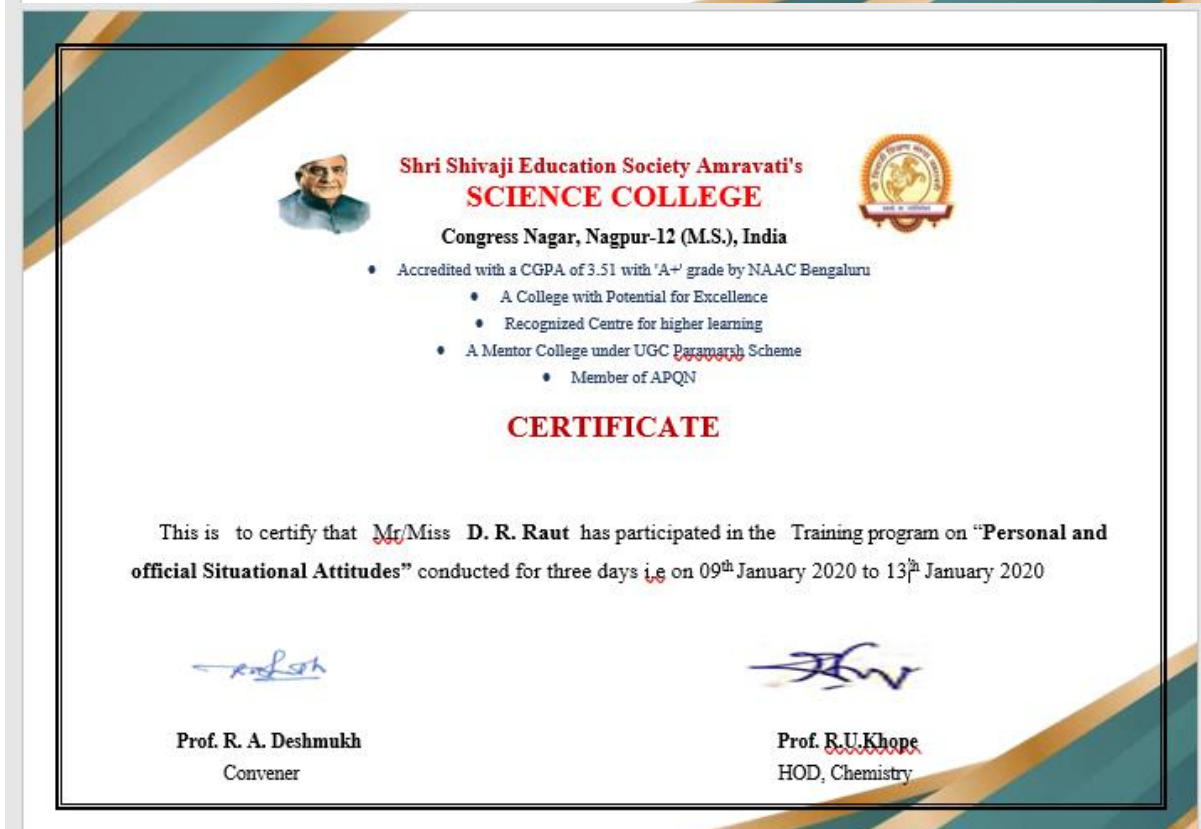 Shri Shivaji Education Society Amravati's
SCIENCE COLLEGE
Congress Nagar, Nagpur-12 (M.S.), India
• Accredited with a CGPA of 3.51 with 'A+' grade by NAAC Bengaluru
• A College with Potential for Excellence
• Recognized Centre for higher learning
• A Mentor College under UGC Paramarsh Scheme
• Member of APQN
CERTIFICATE
This is to certify that Mr/Miss D. R. Raut has participated in the Training program on “Personal and
official Situational Attitudes” conducted for three days i.e on 09th January 2020 to 13th January 2020
Prof. R. A. Deshmukh
Convener
Prof. R.U.Khope
HOD, Chemistry